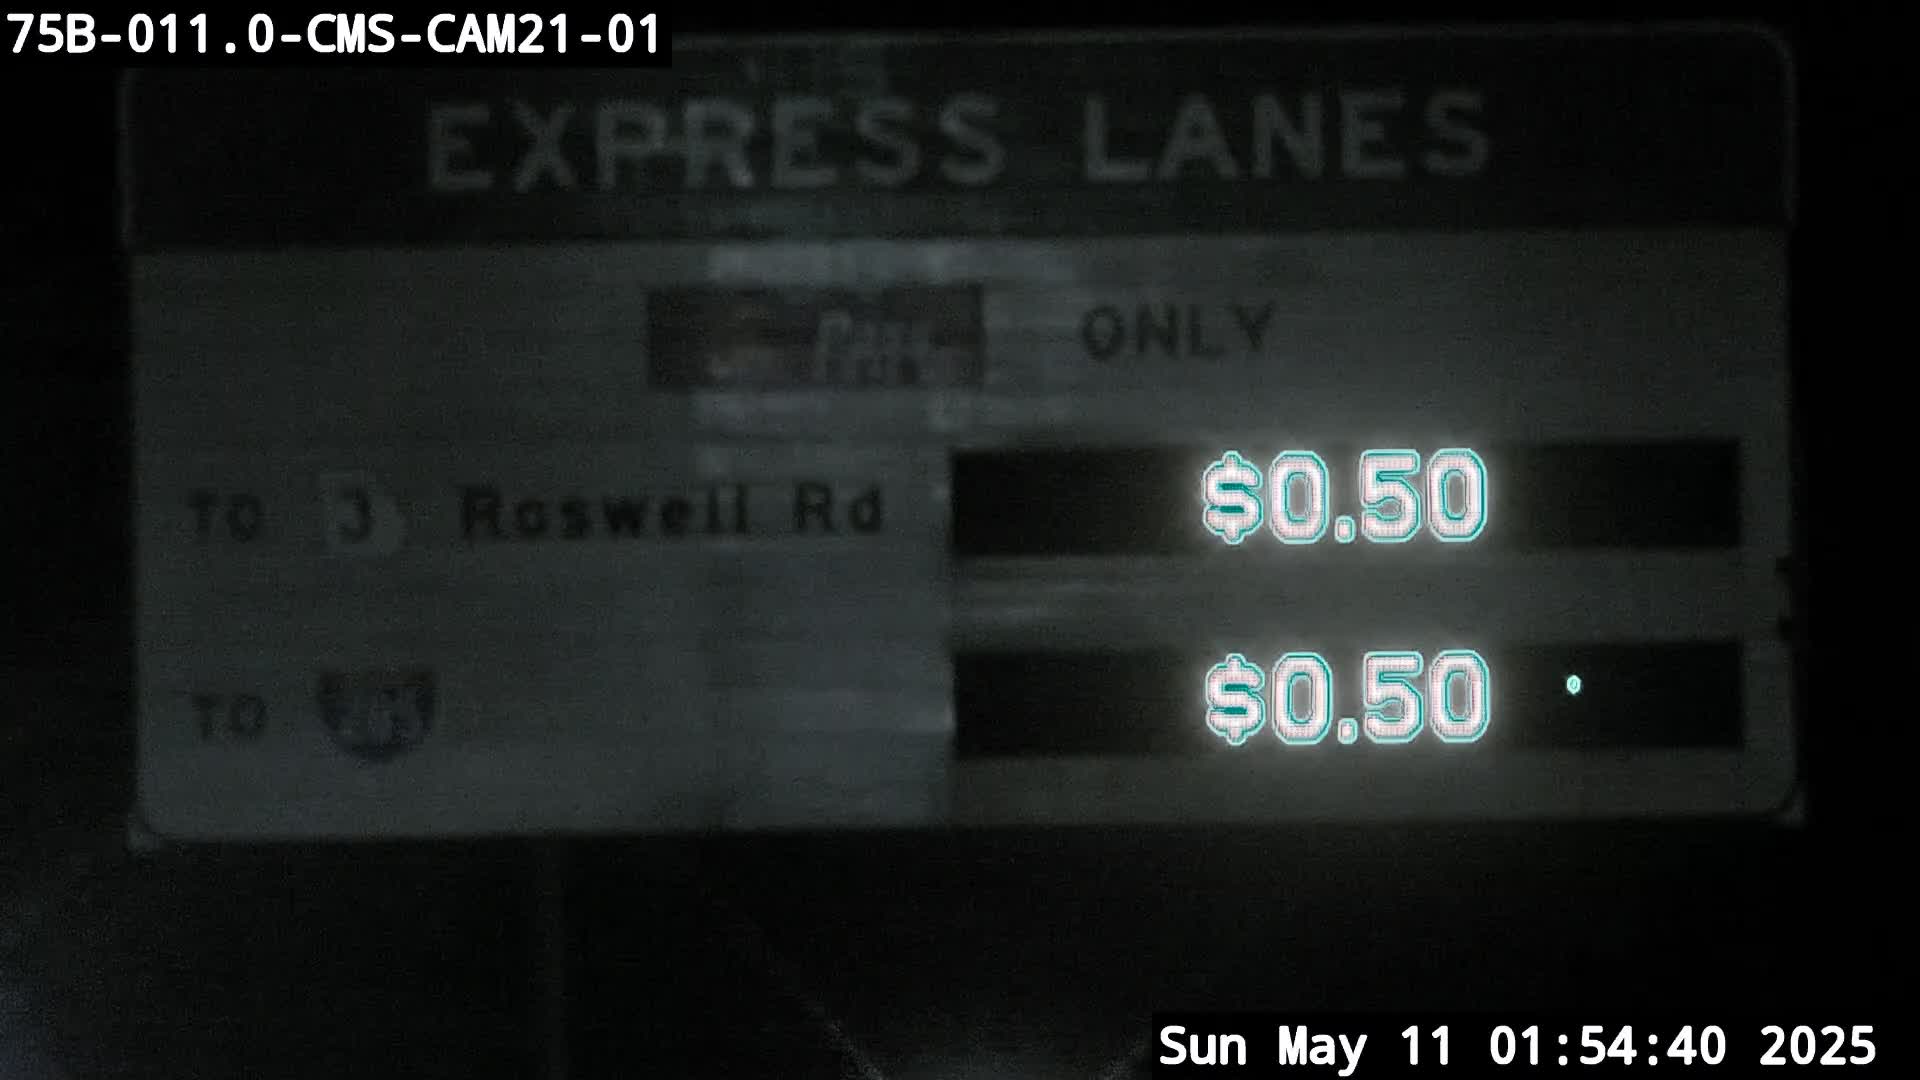 75B-011.0-CMS-CAM21-01
EXPRESS LANES
ONLY
TO 3 Roswell Rd $0.50
TO $0.50
Sun May 11 01:54:40 2025